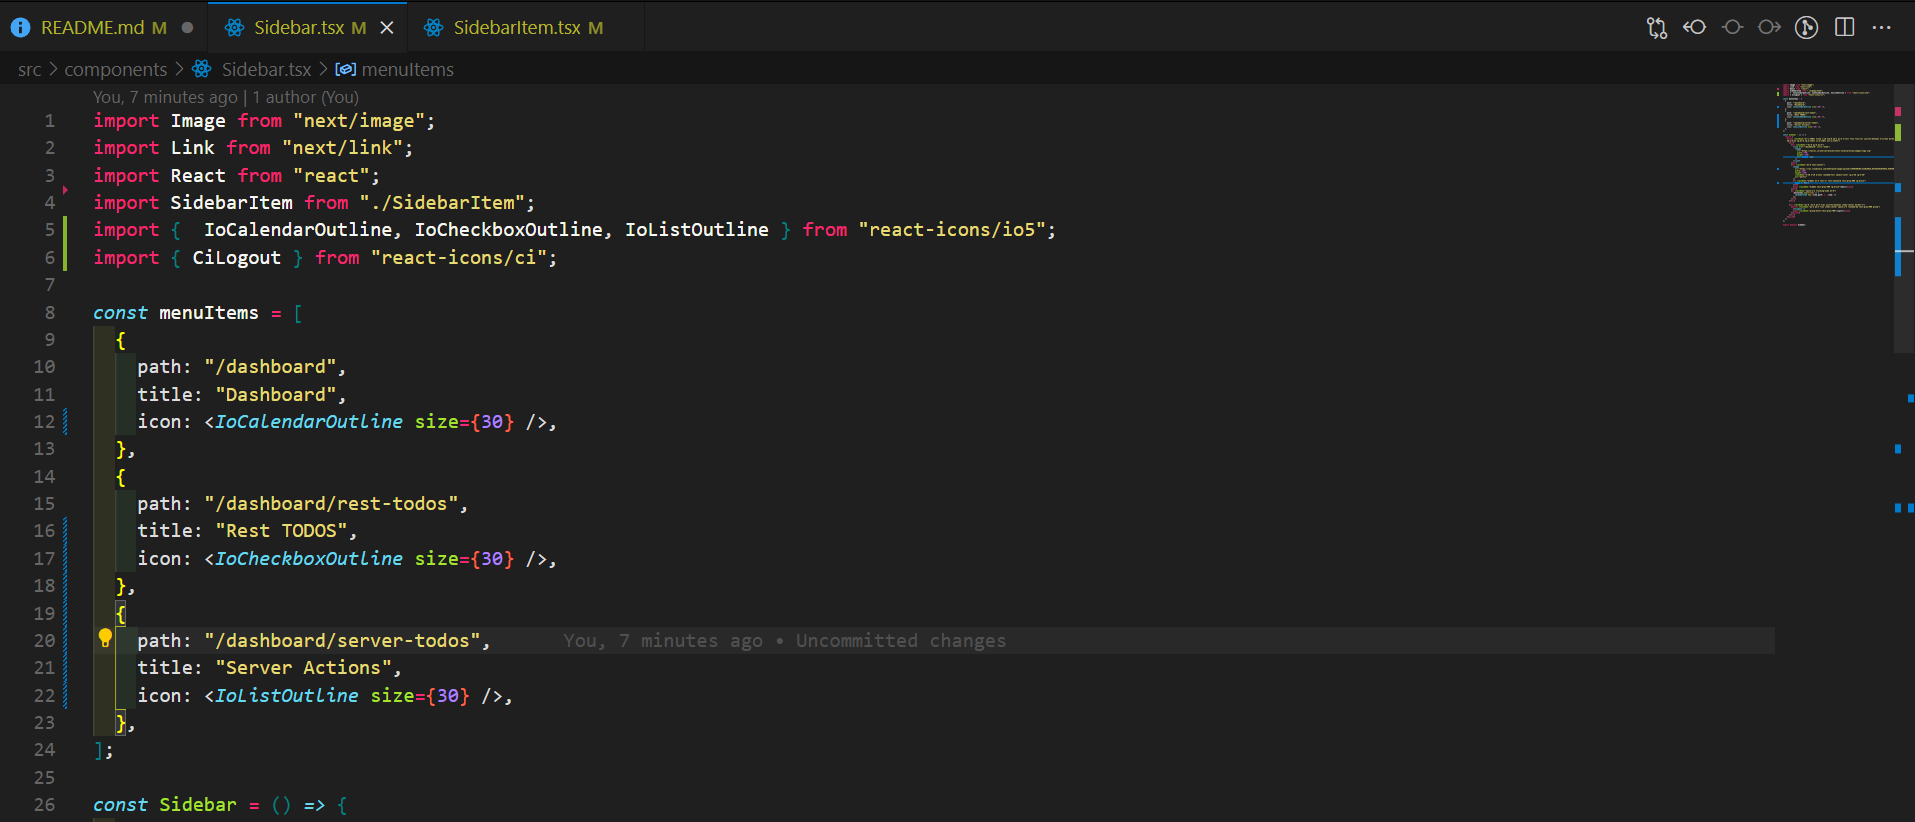 README.md M Sidebar.tsx M SidebarItem.tsx M
src components Sidebar.tsx menuItems
You, 7 minutes ago | 1 author (You)
1 import Image from "next/image";
2 import Link from "next/link";
3 import React from "react";
4 import SidebarItem from "./SidebarItem";
5 import {  IoCalendarOutline, IoCheckboxOutline, IoListOutline } from "react-icons/io5";
6 import { CiLogout } from "react-icons/ci";
7
8 const menuItems = [
9   {
10     path: "/dashboard",
11     title: "Dashboard",
12     icon: <IoCalendarOutline size={30} />,
13   },
14   {
15     path: "/dashboard/rest-todos",
16     title: "Rest TODOS",
17     icon: <IoCheckboxOutline size={30} />,
18   },
19   {
20     path: "/dashboard/server-todos", You, 7 minutes ago • Uncommitted changes
21     title: "Server Actions",
22     icon: <IoListOutline size={30} />,
23   },
24 ];
25
26 const Sidebar = () => {